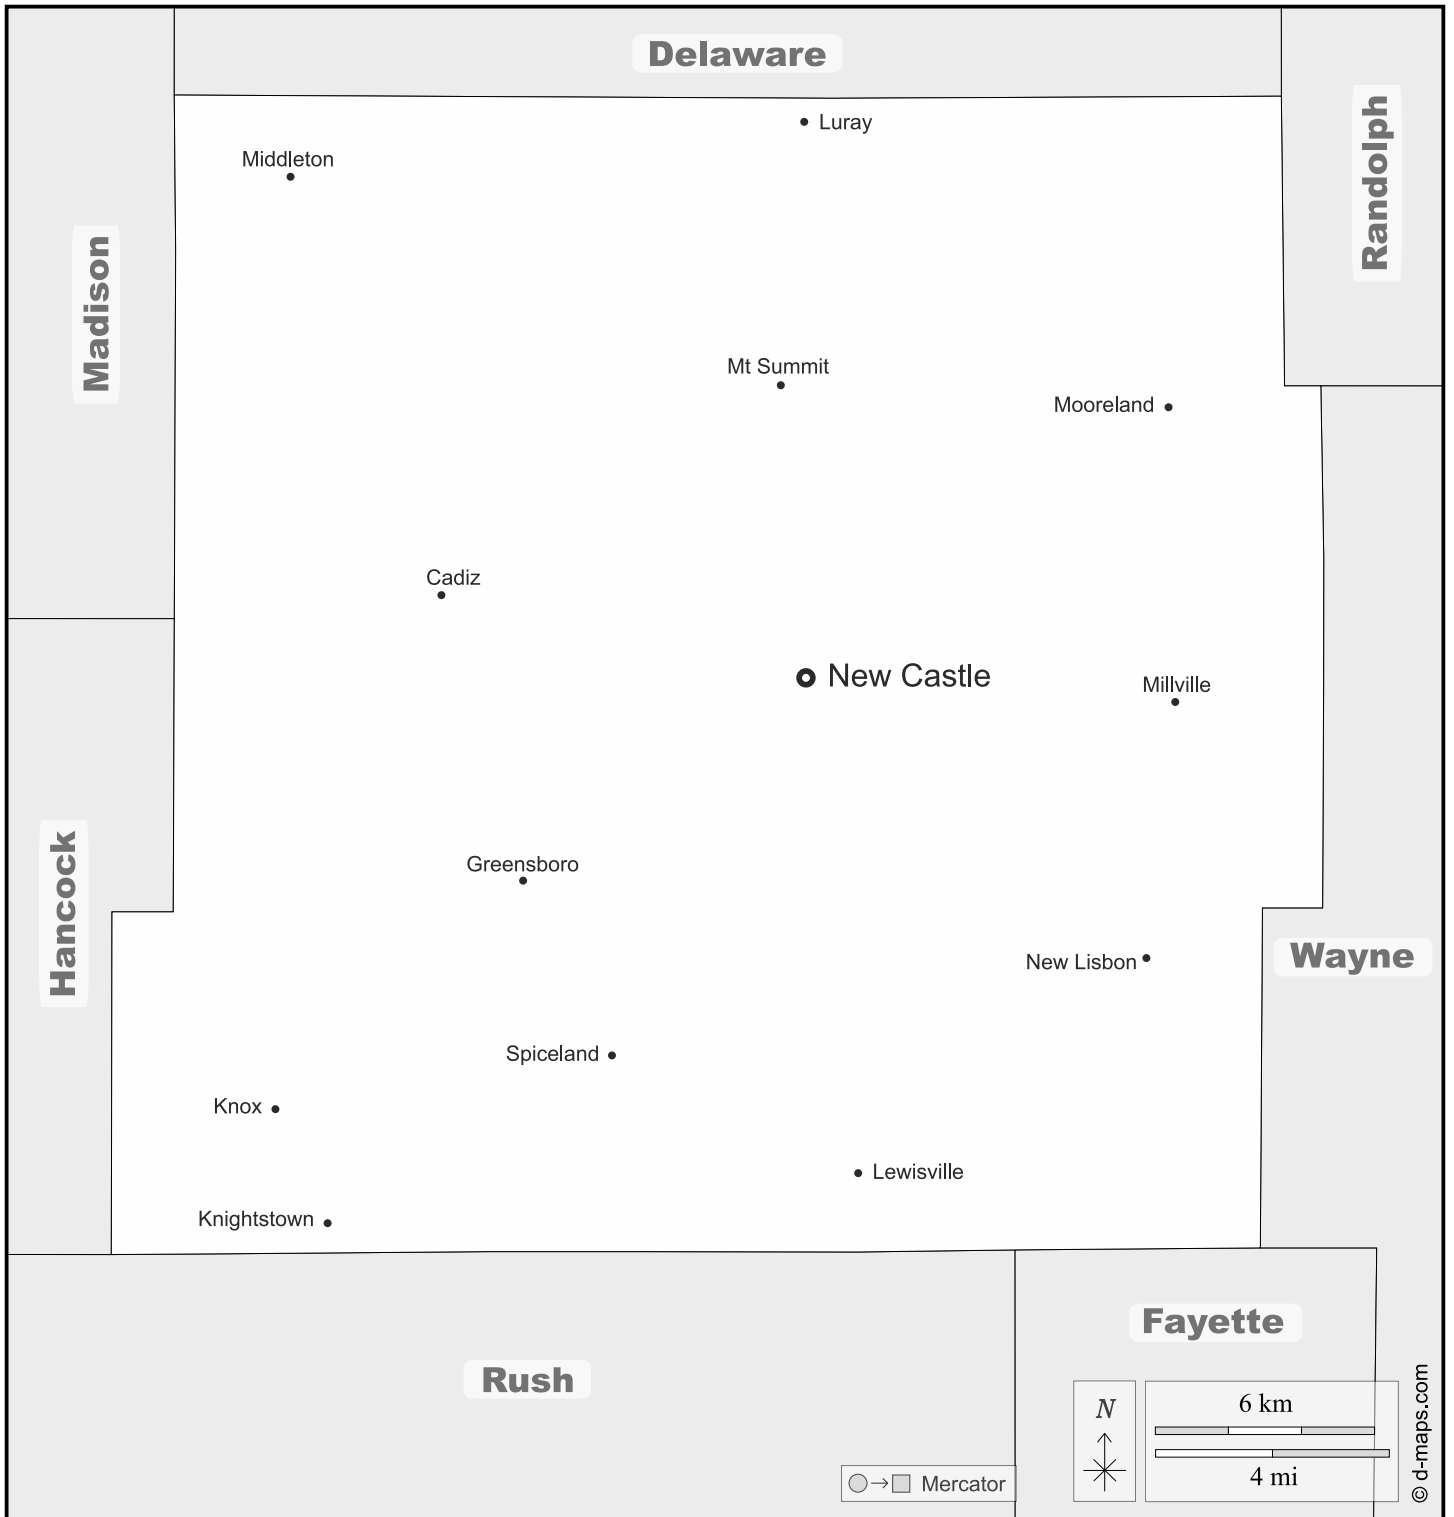 Delaware
Luray
Middleton
Randolph
Madison
Mt Summit
Mooreland
Cadiz
New Castle
Millville
Greensboro
Hancock
New Lisbon
Wayne
Spiceland
Knox
Lewisville
Knightstown
Fayette
Rush
N
6 km
4 mi
Mercator
© d-maps.com